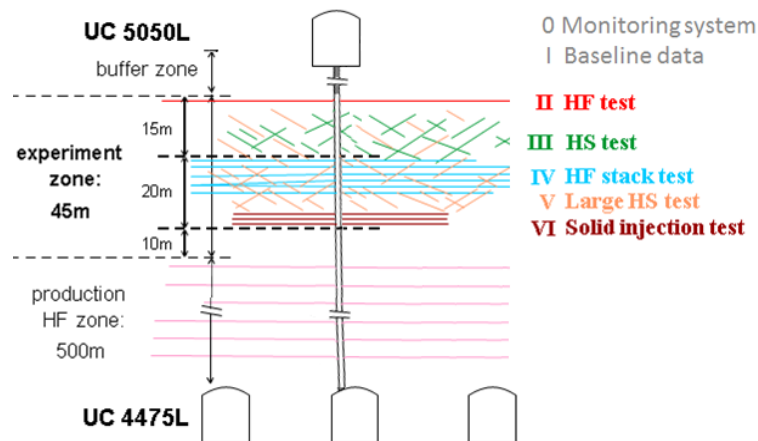 UC 5050L
buffer zone
15m
experiment
zone:
45m
20m
10m
production
HF zone:
500m
UC 4475L
0 Monitoring system
I Baseline data
II HF test
III HS test
IV HF stack test
V Large HS test
VI Solid injection test